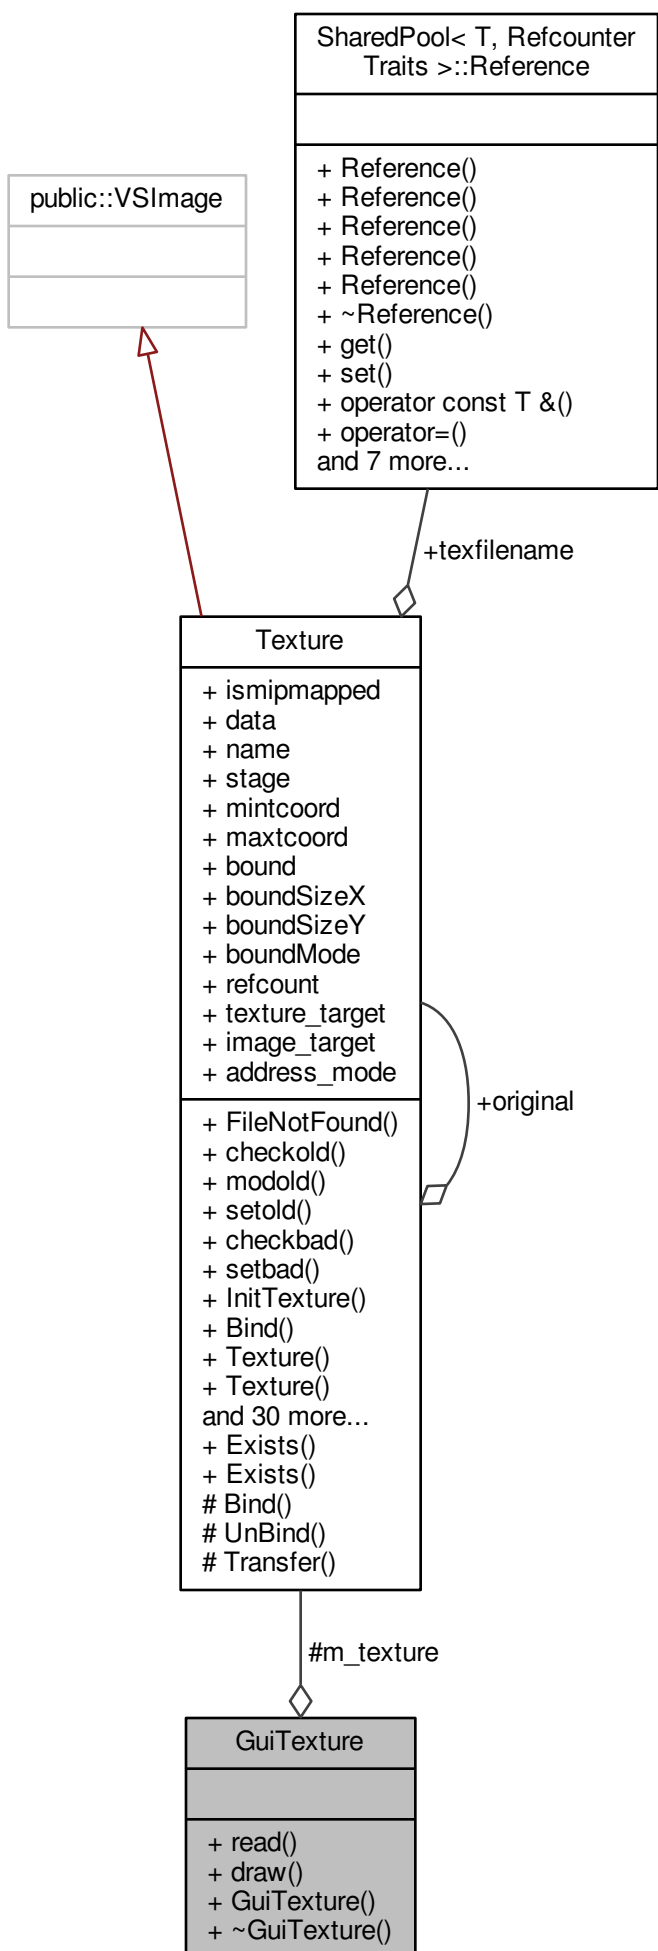 SharedPool< T, Refcounter
Traits >::Reference
+ Reference()
+ Reference()
+ Reference()
+ Reference()
+ Reference()
+ ~Reference()
+ get()
+ set()
+ operator const T &()
+ operator=()
and 7 more...
public::VSImage
+texfilename
Texture
+ ismipmapped
+ data
+ name
+ stage
+ mintcoord
+ maxtcoord
+ bound
+ boundSizeX
+ boundSizeY
+ boundMode
+ refcount
+ texture_target
+ image_target
+ address_mode
+ FileNotFound()
+ checkold()
+ modold()
+ setold()
+ checkbad()
+ setbad()
+ InitTexture()
+ Bind()
+ Texture()
+ Texture()
and 30 more...
+ Exists()
+ Exists()
# Bind()
# UnBind()
# Transfer()
+original
#m_texture
GuiTexture
+ read()
+ draw()
+ GuiTexture()
+ ~GuiTexture()